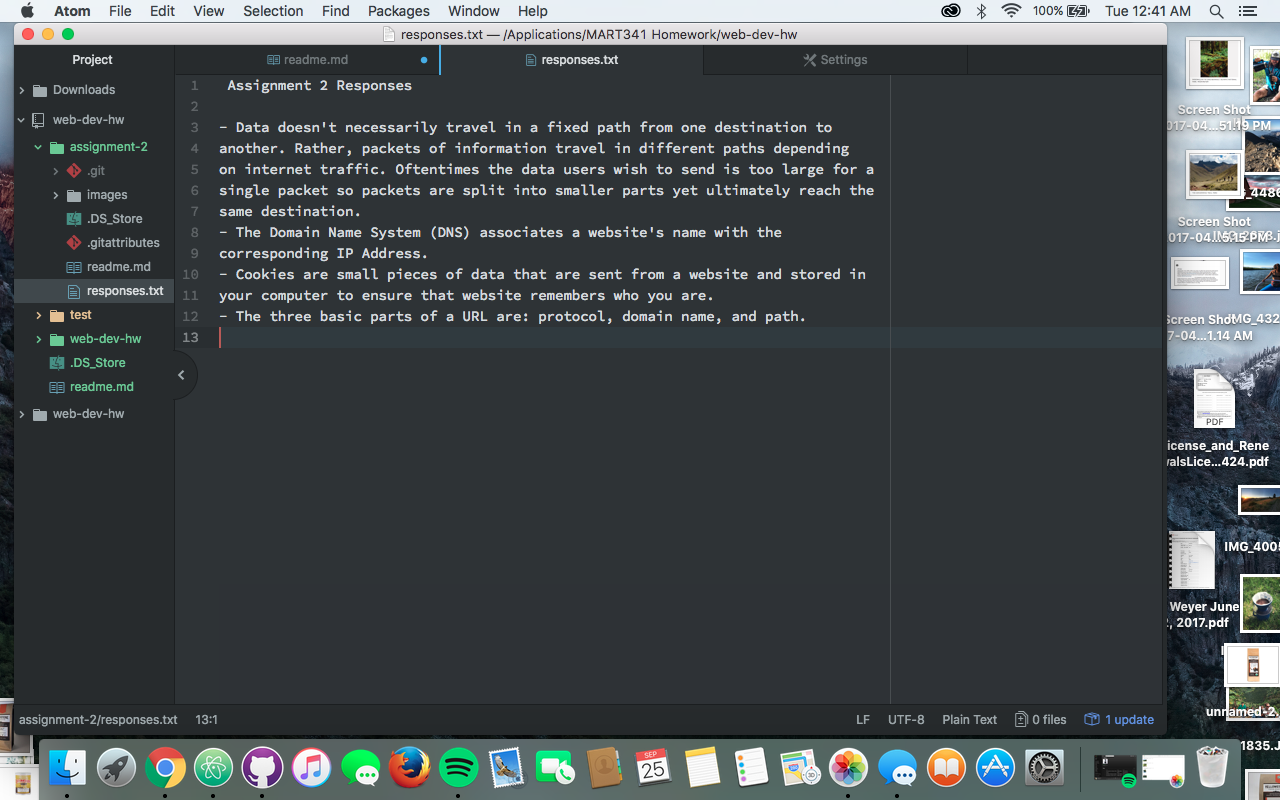 Atom File Edit View Selection Find Packages Window Help 100% Tue 12:41 AM
responses.txt — /Applications/MART341 Homework/web-dev-hw
Project
readme.md
responses.txt
Settings
Downloads
web-dev-hw
assignment-2
.git
images
.DS_Store
.gitattributes
readme.md
responses.txt
test
web-dev-hw
.DS_Store
readme.md
web-dev-hw
1 Assignment 2 Responses
2
3 - Data doesn't necessarily travel in a fixed path from one destination to
4 another. Rather, packets of information travel in different paths depending
5 on internet traffic. Oftentimes the data users wish to send is too large for a
6 single packet so packets are split into smaller parts yet ultimately reach the
7 same destination.
8 - The Domain Name System (DNS) associates a website's name with the
9 corresponding IP Address.
10 - Cookies are small pieces of data that are sent from a website and stored in
11 your computer to ensure that website remembers who you are.
12 - The three basic parts of a URL are: protocol, domain name, and path.
13
assignment-2/responses.txt 13:1 LF UTF-8 Plain Text 0 files 1 update
Screen Shot
017-04...51.19 PM
_4486
Screen Shot
017-04...5.15 PM
Screen Shot
IMG_432
7-04...1.14 AM
PDF
icense_and_Rene
walsLice...424.pdf
IMG_4005
Weyer June
2, 2017.pdf
unnamed-2.
1835.J
SEP
25